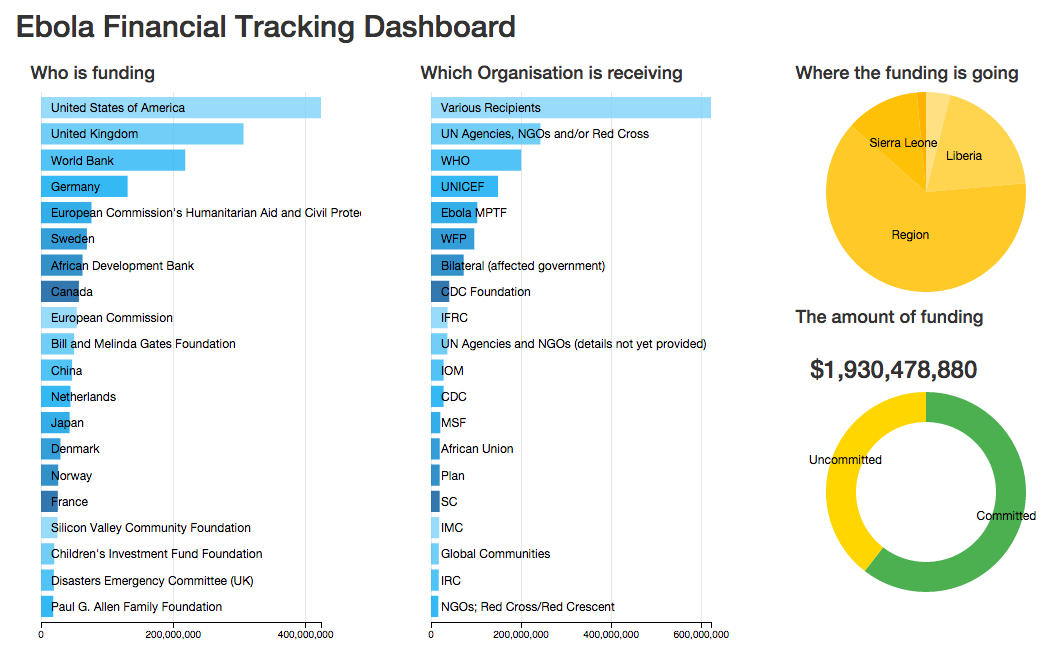 Ebola Financial Tracking Dashboard
Who is funding
United States of America
United Kingdom
World Bank
Germany
European Commission's Humanitarian Aid and Civil Prote
Sweden
African Development Bank
Canada
European Commission
Bill and Melinda Gates Foundation
China
Netherlands
Japan
Denmark
Norway
France
Silicon Valley Community Foundation
Children's Investment Fund Foundation
Disasters Emergency Committee (UK)
Paul G. Allen Family Foundation
0 200,000,000 400,000,000
Which Organisation is receiving
Various Recipients
UN Agencies, NGOs and/or Red Cross
WHO
UNICEF
Ebola MPTF
WFP
Bilateral (affected government)
CDC Foundation
IFRC
UN Agencies and NGOs (details not yet provided)
IOM
CDC
MSF
African Union
Plan
SC
IMC
Global Communities
IRC
NGOs; Red Cross/Red Crescent
0 200,000,000 400,000,000 600,000,000
Where the funding is going
Sierra Leone
Liberia
Region
The amount of funding
$1,930,478,880
Uncommitted
Committed